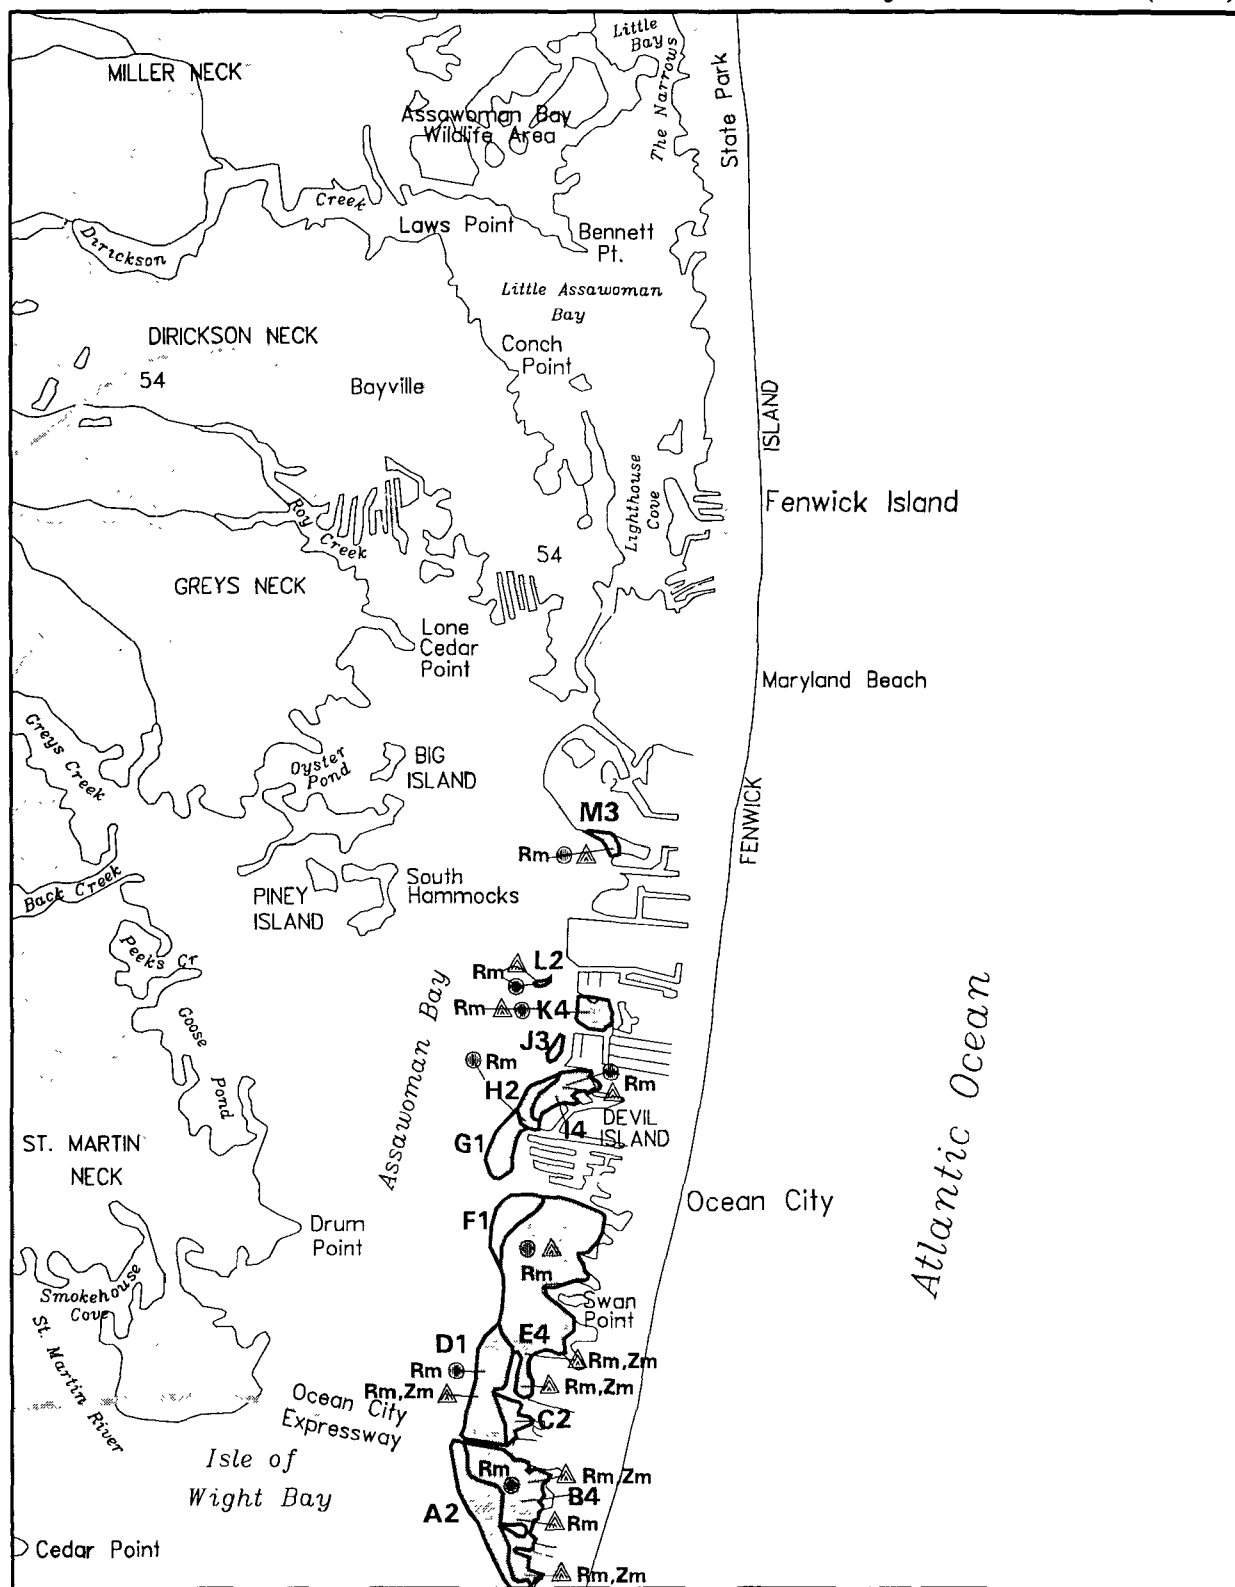 Little
Bay
The Narrows
State Park
MILLER NECK
Assawoman Bay
Wildlife Area
Creek
Laws Point
Bennett
Pt.
Dirickson
Little Assawoman
Bay
DIRICKSON NECK
Conch
Point
54
Bayville
ISLAND
Lighthouse
Cove
Fenwick Island
Roy
Creek
54
GREYS NECK
Lone
Cedar
Point
Maryland Beach
Greys Creek
Oyster
Pond
BIG
ISLAND
FENWICK
M3
Rm
Back Creek
PINEY
ISLAND
South
Hammocks
Peek's Cr
Rm
L2
Rm
K4
Goose
Pond
Assawoman Bay
J3
Rm
H2
Rm
DEVIL
ISLAND
I4
G1
Atlantic Ocean
ST. MARTIN
NECK
Ocean City
F1
Drum
Point
Rm
Smokehouse
Cove
Swan
Point
St. Martin River
E4
D1
Rm
Rm,Zm
Rm,Zm
Rm,Zm
Ocean City
Expressway
C2
Isle of
Wight Bay
Rm
Rm,Zm
B4
A2
Rm
Cedar Point
Rm,Zm